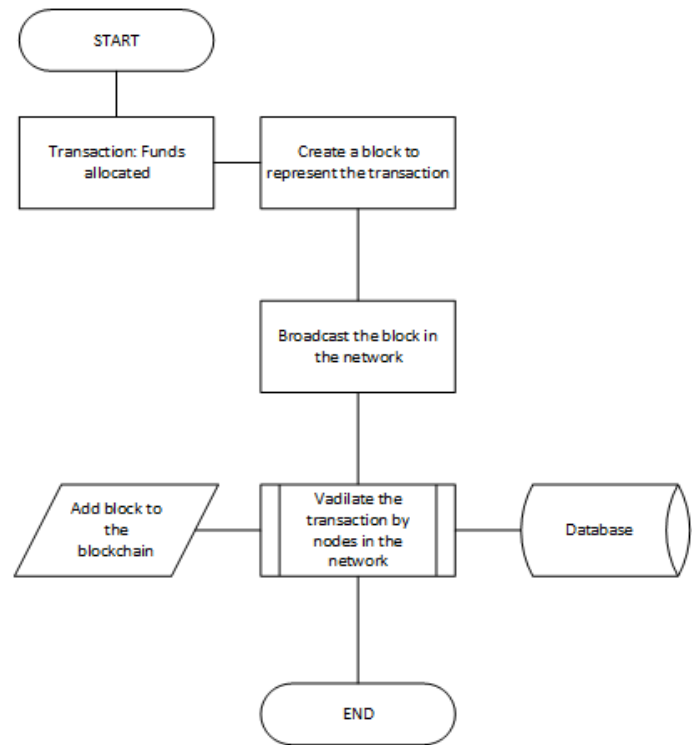 START
Transaction: Funds
allocated
Create a block to
represent the transaction
Broadcast the block in
the network
Add block to
the
blockchain
Vadilate the
transaction by
nodes in the
network
Database
END